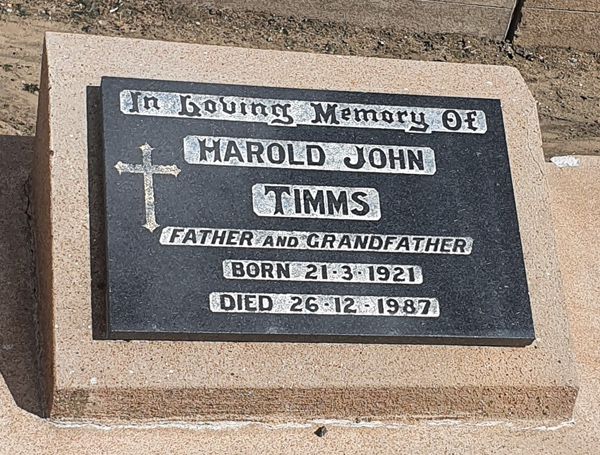 In Loving Memory Of
HAROLD JOHN
TIMMS
FATHER AND GRANDFATHER
BORN 21-3-1921
DIED 26-12-1987